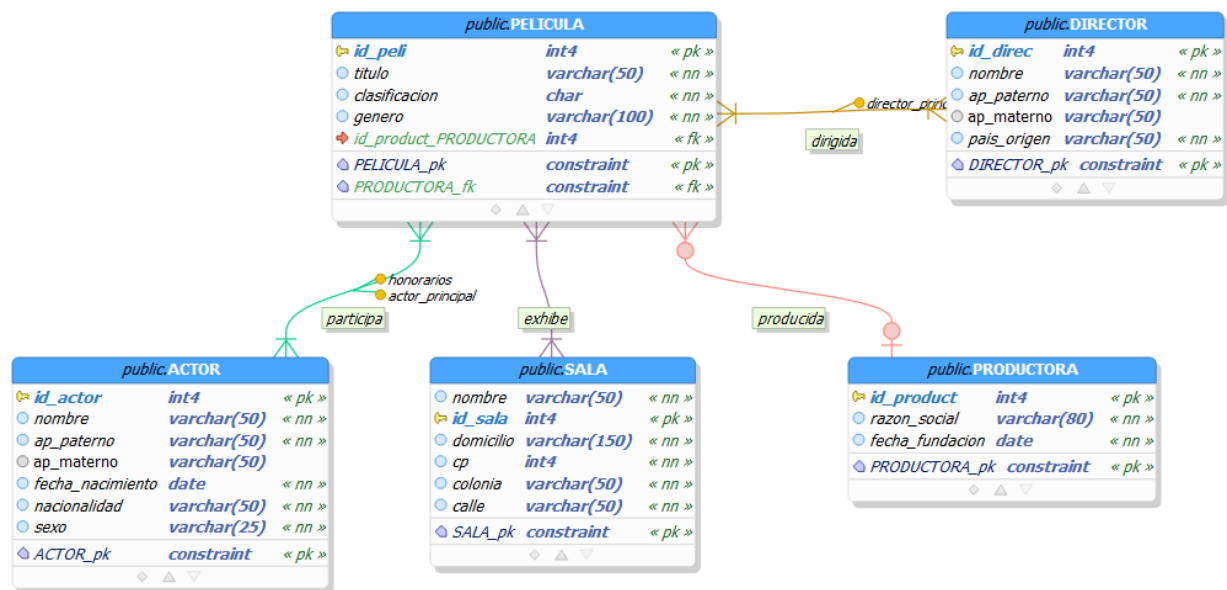 public.PELICULA
id_peli int4 « pk »
titulo varchar(50) « nn »
clasificacion char « nn »
genero varchar(100) « nn »
id_product_PRODUCTORA int4 « fk »
PELICULA_pk constraint « pk »
PRODUCTORA_fk constraint « fk »
public.DIRECTOR
id_direc int4 « pk »
nombre varchar(50) « nn »
ap_paterno varchar(50) « nn »
ap_materno varchar(50)
pais_origen varchar(50) « nn »
DIRECTOR_pk constraint « pk »
director_princ
dirigida
honorarios
actor_principal
participa
exhibe
producida
public.ACTOR
id_actor int4 « pk »
nombre varchar(50) « nn »
ap_paterno varchar(50) « nn »
ap_materno varchar(50)
fecha_nacimiento date « nn »
nacionalidad varchar(50) « nn »
sexo varchar(25) « nn »
ACTOR_pk constraint « pk »
public.SALA
nombre varchar(50) « nn »
id_sala int4 « pk »
domicilio varchar(150) « nn »
cp int4 « nn »
colonia varchar(50) « nn »
calle varchar(50) « nn »
SALA_pk constraint « pk »
public.PRODUCTORA
id_product int4 « pk »
razon_social varchar(80) « nn »
fecha_fundacion date « nn »
PRODUCTORA_pk constraint « pk »